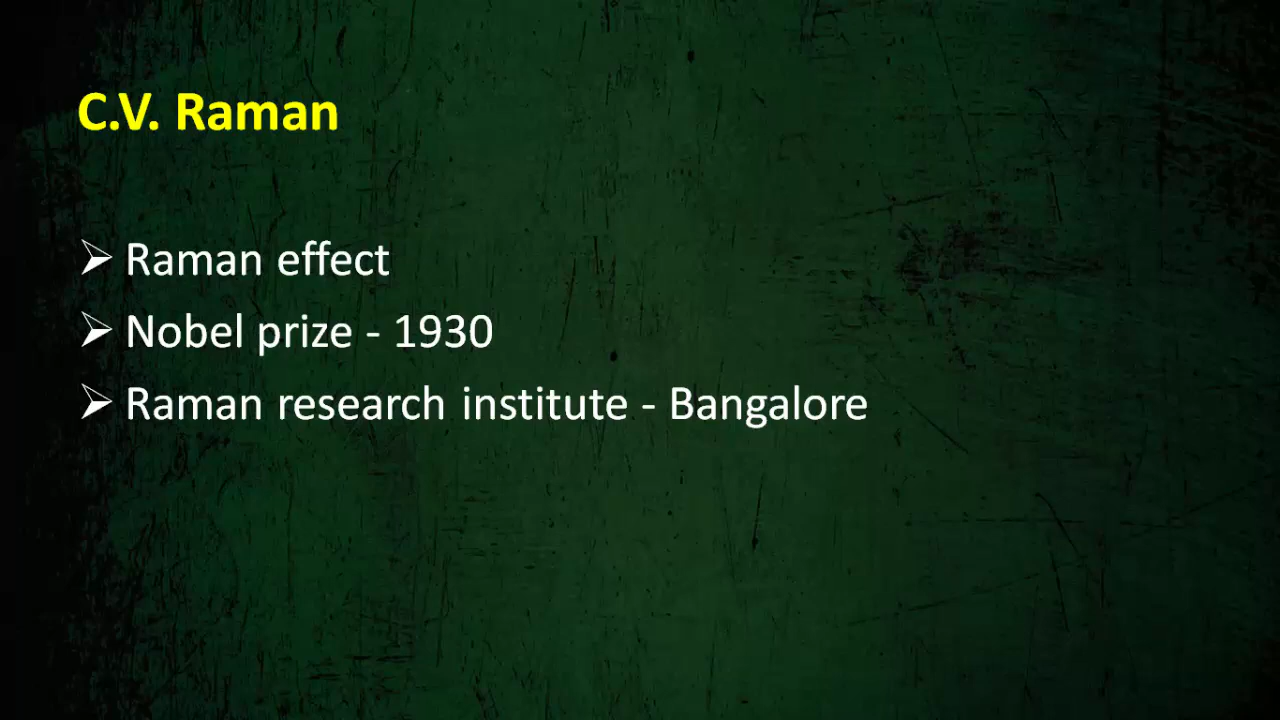 C.V. Raman
➢ Raman effect
➢ Nobel prize - 1930
➢ Raman research institute - Bangalore